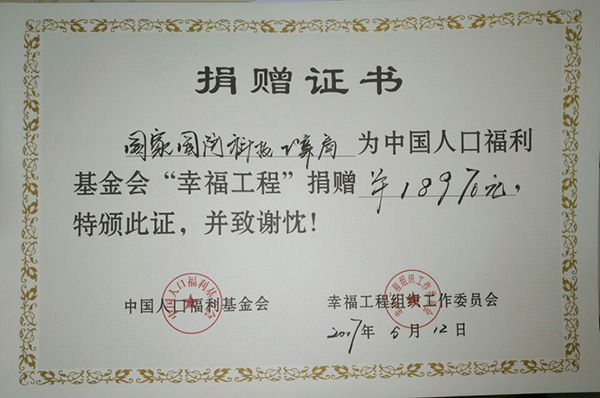 捐赠证书
国家国防科技工业局 为中国人口福利
基金会“幸福工程”捐赠 18970元，
特颁此证，并致谢忱！
中国人口福利基金会
幸福工程组织工作委员会
2007年 月 12日